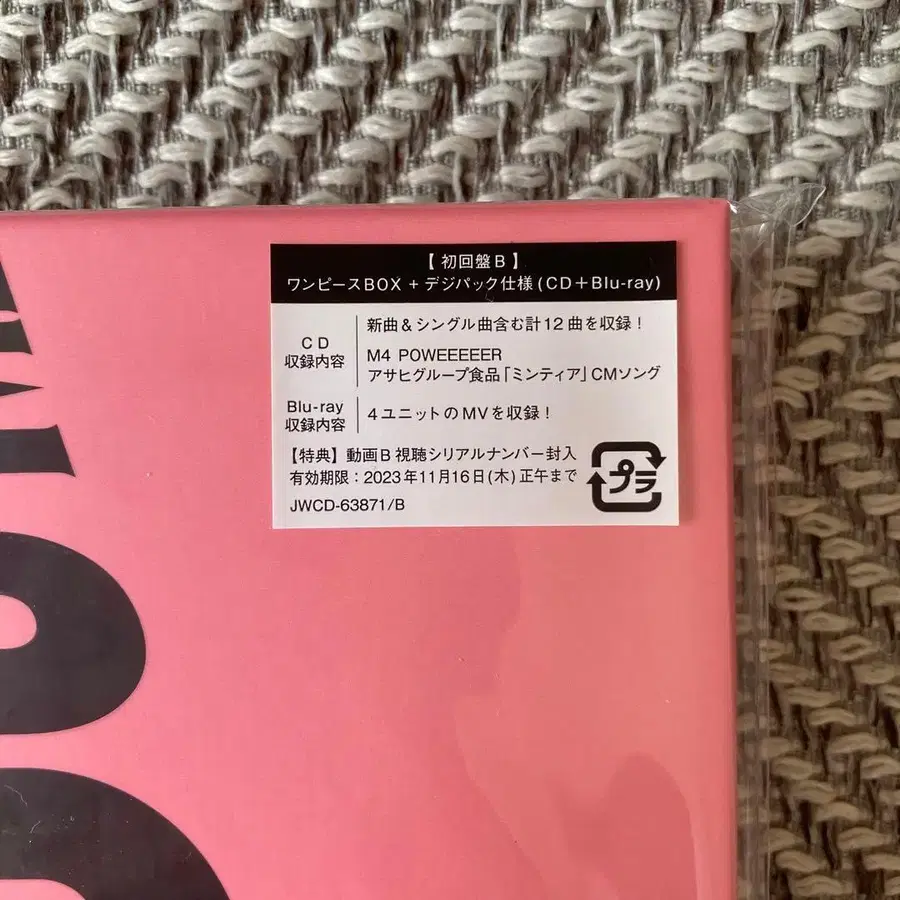 【 初回盤B 】
ワンピースBOX + デジパック仕様(CD+Blu-ray)
CD
収録内容
新曲&シングル曲含む計12曲を収録!
M4 POWEEEEER
アサヒグループ食品「ミンティア」CMソング
Blu-ray
収録内容
4ユニットのMVを収録!
【特典】動画B 視聴シリアルナンバー封入
有効期限:2023年11月16日(木)正午まで
JWCD-63871/B
プラ